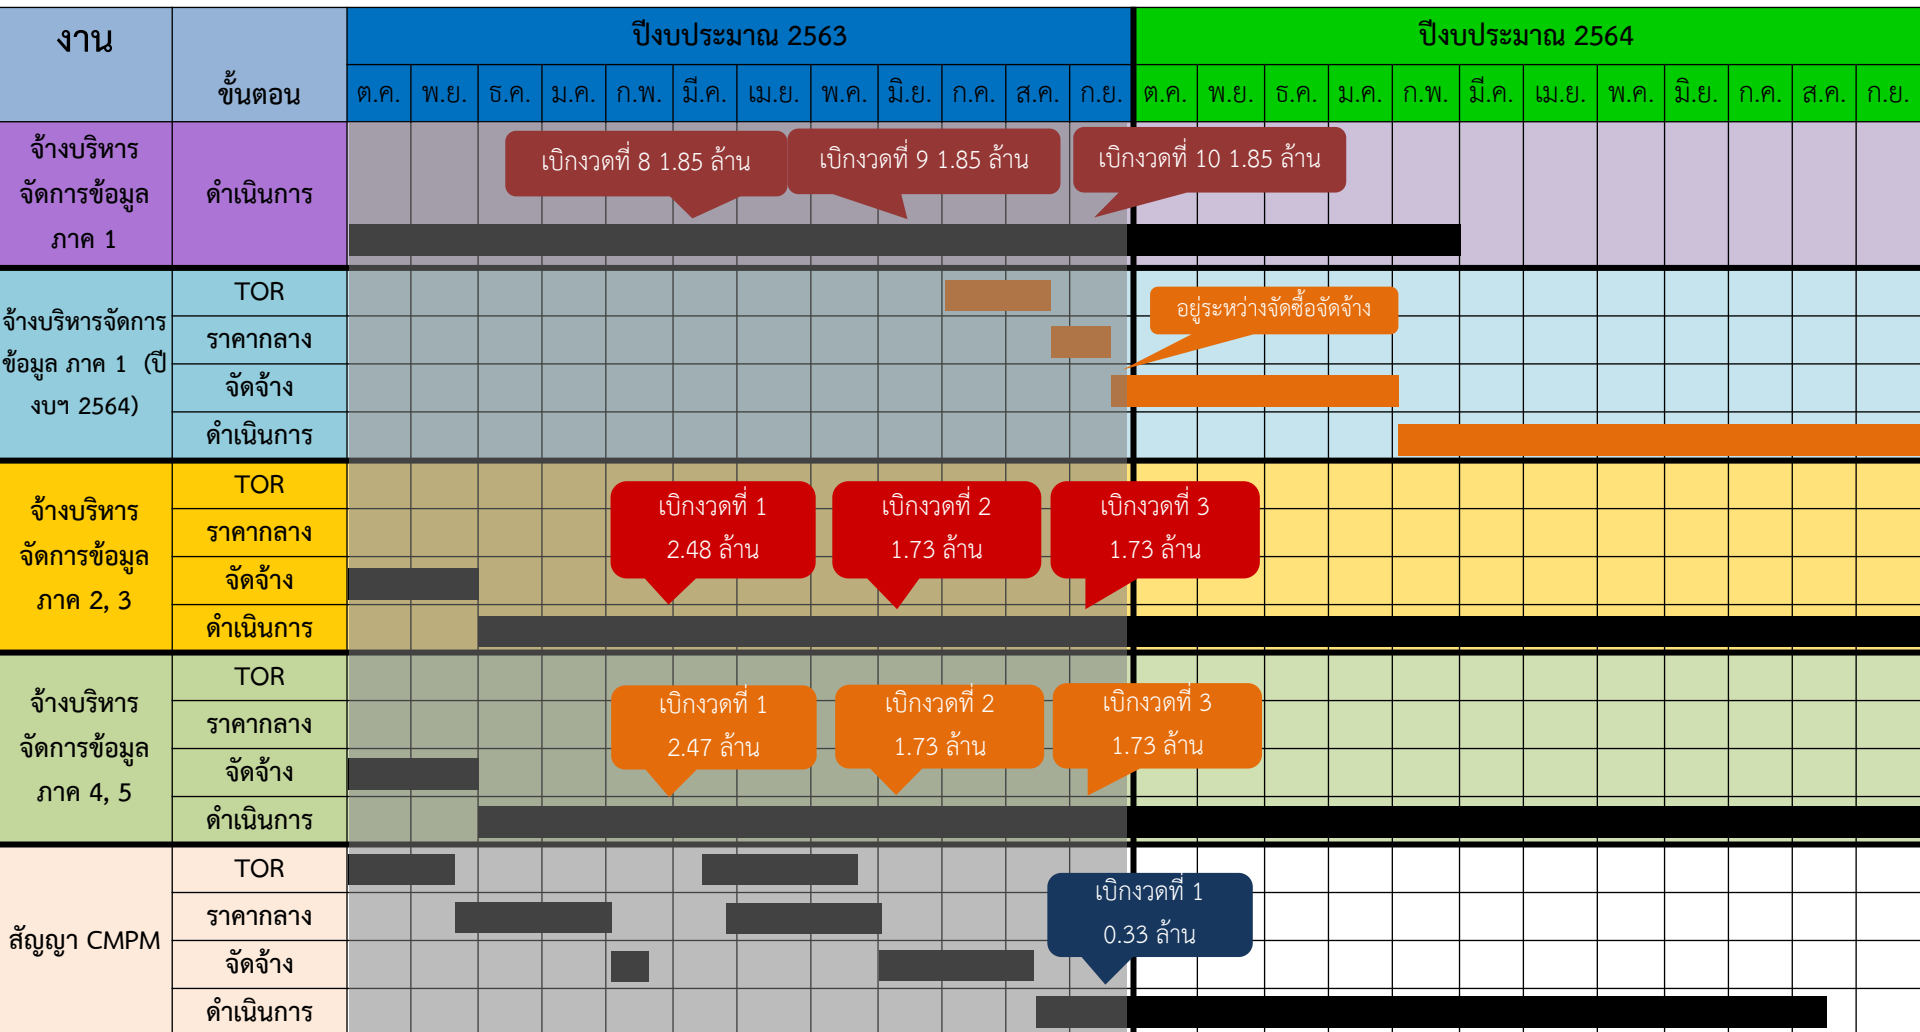 งาน
ขั้นตอน
ปีงบประมาณ 2563
ปีงบประมาณ 2564
ต.ค. พ.ย. ธ.ค. ม.ค. ก.พ. มี.ค. เม.ย. พ.ค. มิ.ย. ก.ค. ส.ค. ก.ย. ต.ค. พ.ย. ธ.ค. ม.ค. ก.พ. มี.ค. เม.ย. พ.ค. มิ.ย. ก.ค. ส.ค. ก.ย.
จ้างบริหาร
จัดการข้อมูล
ภาค 1
ดำเนินการ
เบิกงวดที่ 8 1.85 ล้าน
เบิกงวดที่ 9 1.85 ล้าน
เบิกงวดที่ 10 1.85 ล้าน
จ้างบริหารจัดการ
ข้อมูล ภาค 1 (ปี
งบฯ 2564)
TOR
ราคากลาง
จัดจ้าง
ดำเนินการ
อยู่ระหว่างจัดซื้อจัดจ้าง
จ้างบริหาร
จัดการข้อมูล
ภาค 2, 3
TOR
ราคากลาง
จัดจ้าง
ดำเนินการ
เบิกงวดที่ 1
2.48 ล้าน
เบิกงวดที่ 2
1.73 ล้าน
เบิกงวดที่ 3
1.73 ล้าน
จ้างบริหาร
จัดการข้อมูล
ภาค 4, 5
TOR
ราคากลาง
จัดจ้าง
ดำเนินการ
เบิกงวดที่ 1
2.47 ล้าน
เบิกงวดที่ 2
1.73 ล้าน
เบิกงวดที่ 3
1.73 ล้าน
สัญญา CMPM
TOR
ราคากลาง
จัดจ้าง
ดำเนินการ
เบิกงวดที่ 1
0.33 ล้าน